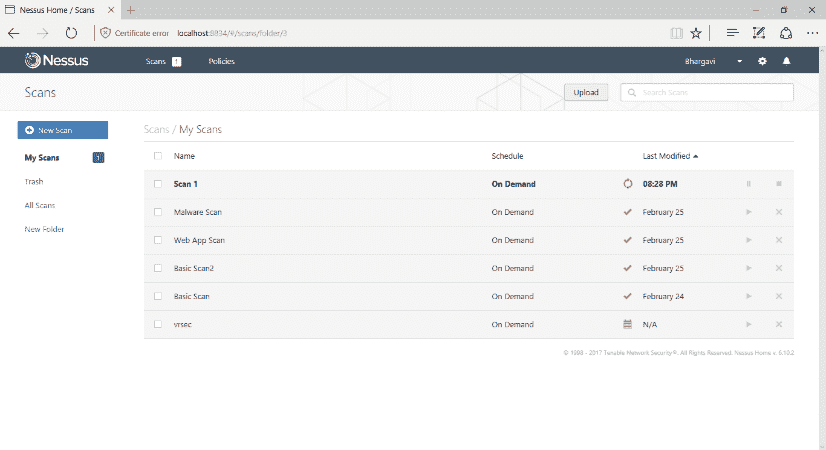 Nessus Home / Scans
Certificate error localhost:8834/#/scans/folder/3
Nessus Scans 1 Policies Bhargavi
Scans Upload Search Scans
New Scan Scans / My Scans
My Scans 1 Name Schedule Last Modified
Trash Scan 1 On Demand 08:28 PM
All Scans Malware Scan On Demand February 25
New Folder Web App Scan On Demand February 25
Basic Scan2 On Demand February 25
Basic Scan On Demand February 24
vrsec On Demand N/A
© 1998 - 2017 Tenable Network Security®. All Rights Reserved. Nessus Home v. 6.10.2